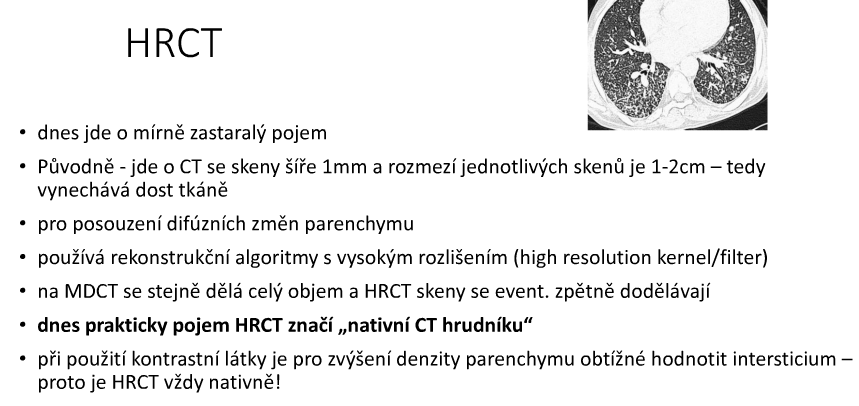 HRCT
• dnes jde o mírně zastaralý pojem
• Původně - jde o CT se skeny šíře 1mm a rozmezí jednotlivých skenů je 1-2cm – tedy
vynechává dost tkáně
• pro posouzení difúzních změn parenchymu
• používá rekonstrukční algoritmy s vysokým rozlišením (high resolution kernel/filter)
• na MDCT se stejně dělá celý objem a HRCT skeny se event. zpětně dodělávají
• dnes prakticky pojem HRCT značí „nativní CT hrudníku“
• při použití kontrastní látky je pro zvýšení denzity parenchymu obtížné hodnotit intersticium –
proto je HRCT vždy nativně!